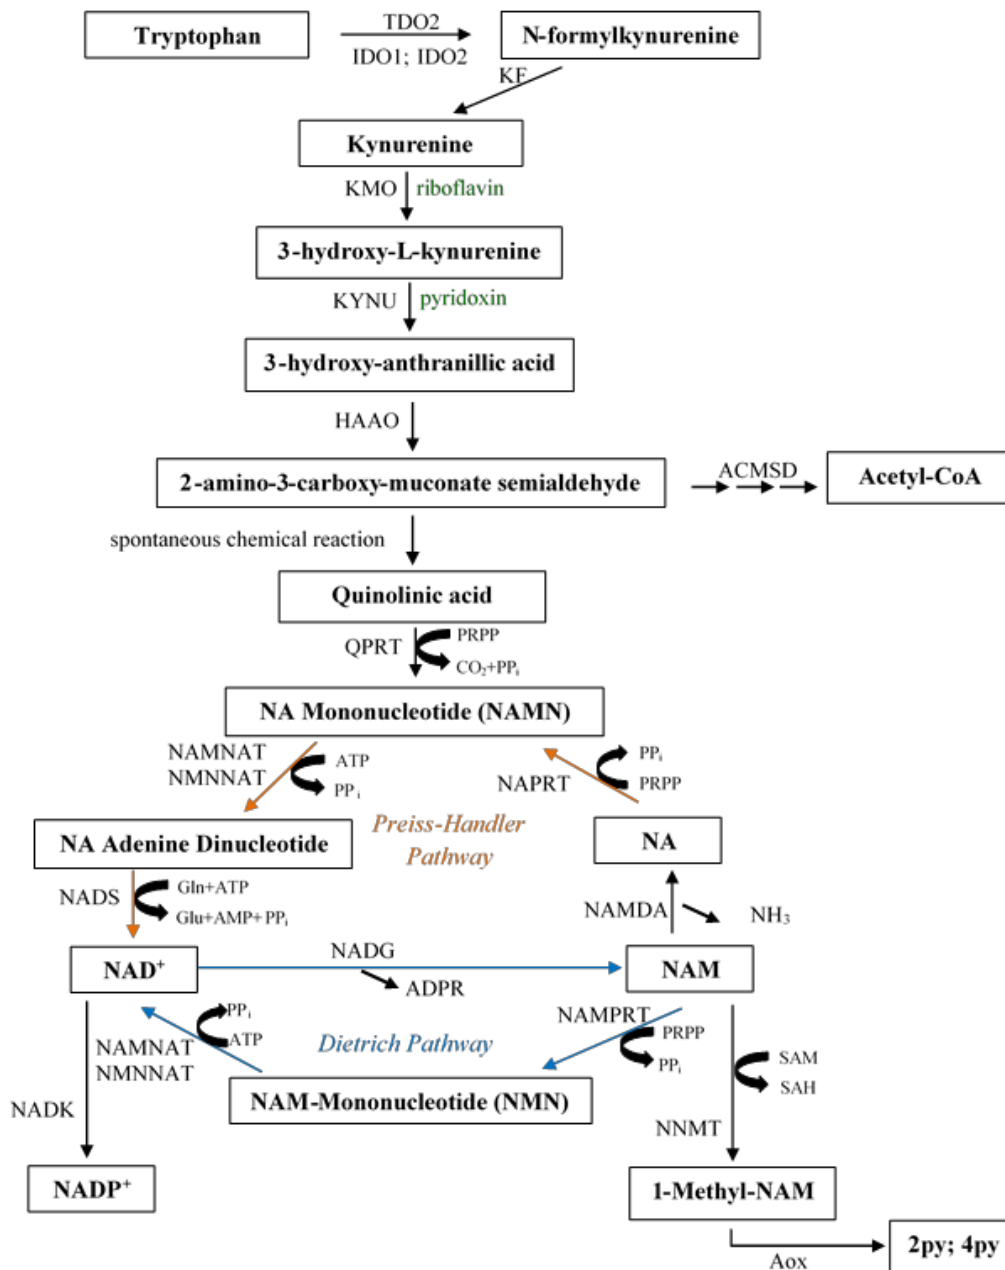 Tryptophan
TDO2
IDO1; IDO2
N-formylkynurenine
KF
Kynurenine
KMO
riboflavin
3-hydroxy-L-kynurenine
KYNU
pyridoxin
3-hydroxy-anthranillic acid
HAAO
2-amino-3-carboxy-muconate semialdehyde
ACMSD
Acetyl-CoA
spontaneous chemical reaction
Quinolinic acid
QPRT
PRPP
CO₂+PPᵢ
NA Mononucleotide (NAMN)
NAMNAT
NMNNAT
ATP
PPᵢ
NAPRT
PPᵢ
PRPP
Preiss-Handler
Pathway
NA Adenine Dinucleotide
NA
NADS
Gln+ATP
Glu+AMP+PPᵢ
NAMDA
NH₃
NAD⁺
NADG
ADPR
NAM
NAMNAT
NMNNAT
PPᵢ
ATP
Dietrich Pathway
NAMPRT
PRPP
PPᵢ
SAM
SAH
NAM-Mononucleotide (NMN)
NADK
NNMT
NADP⁺
1-Methyl-NAM
Aox
2py; 4py